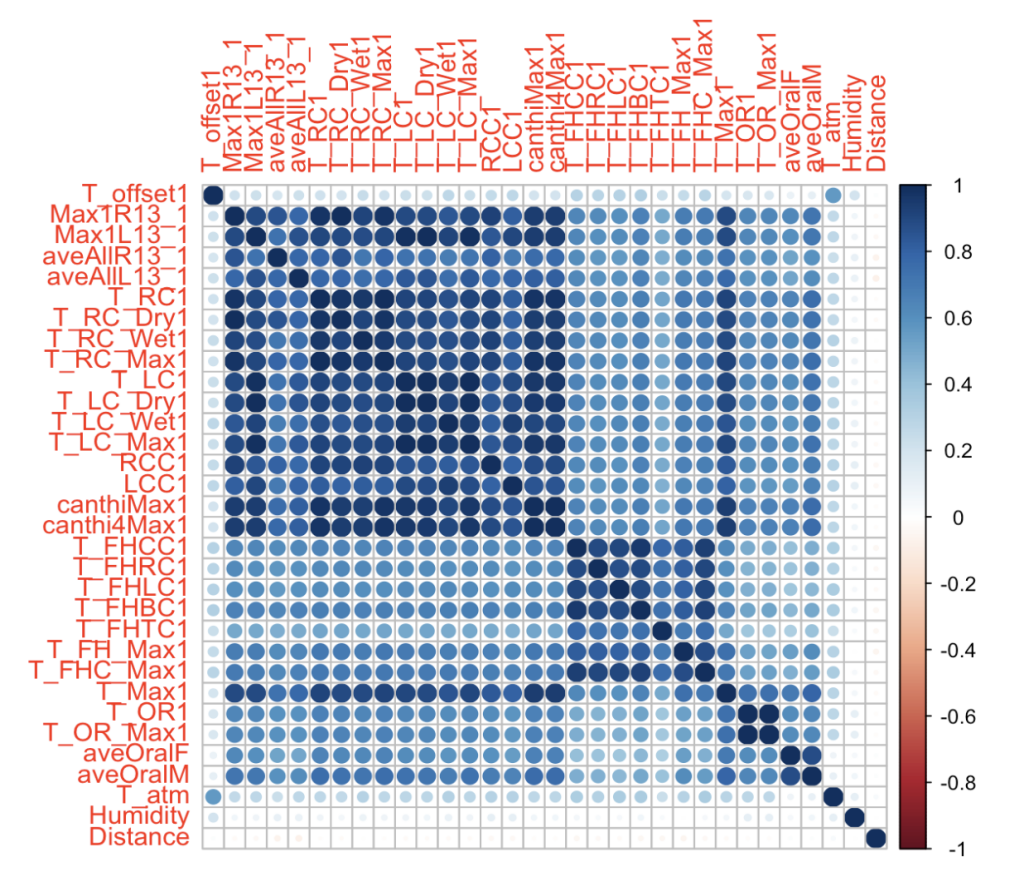 T_offset1
Max1R13_1
Max1L13_1
aveAllR13_1
aveAllL13_1
T_RC1
T_RC_Dry1
T_RC_Wet1
T_RC_Max1
T_LC1
T_LC_Dry1
T_LC_Wet1
T_LC_Max1
RCC1
LCC1
canthiMax1
canthi4Max1
T_FHCC1
T_FHRC1
T_FHLC1
T_FHBC1
T_FHTC1
T_FH_Max1
T_FHC_Max1
T_Max1
T_OR1
T_OR_Max1
aveOralF
aveOralM
T_atm
Humidity
Distance
T_offset1
Max1R13_1
Max1L13_1
aveAllR13_1
aveAllL13_1
T_RC1
T_RC_Dry1
T_RC_Wet1
T_RC_Max1
T_LC1
T_LC_Dry1
T_LC_Wet1
T_LC_Max1
RCC1
LCC1
canthiMax1
canthi4Max1
T_FHCC1
T_FHRC1
T_FHLC1
T_FHBC1
T_FHTC1
T_FH_Max1
T_FHC_Max1
T_Max1
T_OR1
T_OR_Max1
aveOralF
aveOralM
T_atm
Humidity
Distance
1
0.8
0.6
0.4
0.2
0
-0.2
-0.4
-0.6
-0.8
-1